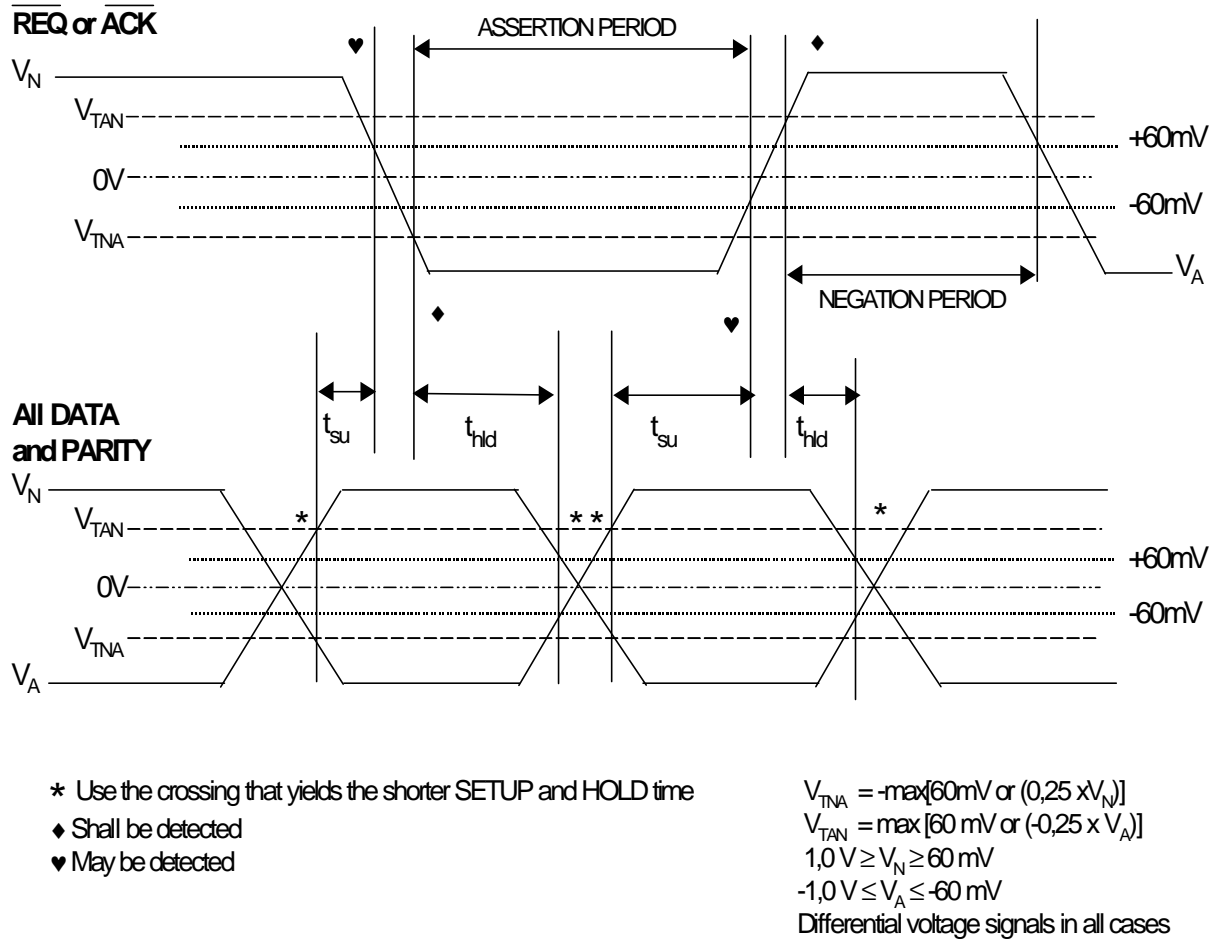 REQ or ACK
ASSERTION PERIOD
♥
♦
V_N
V_TAN
+60mV
0V
-60mV
V_TNA
V_A
NEGATION PERIOD
♦
♥
All DATA
and PARITY
t_su
t_hld
t_su
t_hld
V_N
V_TAN
*
* *
*
+60mV
0V
-60mV
V_TNA
V_A
* Use the crossing that yields the shorter SETUP and HOLD time
♦ Shall be detected
♥ May be detected
V_TNA = -max[60mV or (0,25 xV_N)]
V_TAN = max [60 mV or (-0,25 x V_A)]
1,0 V ≥ V_N ≥ 60 mV
-1,0 V ≤ V_A ≤ -60 mV
Differential voltage signals in all cases